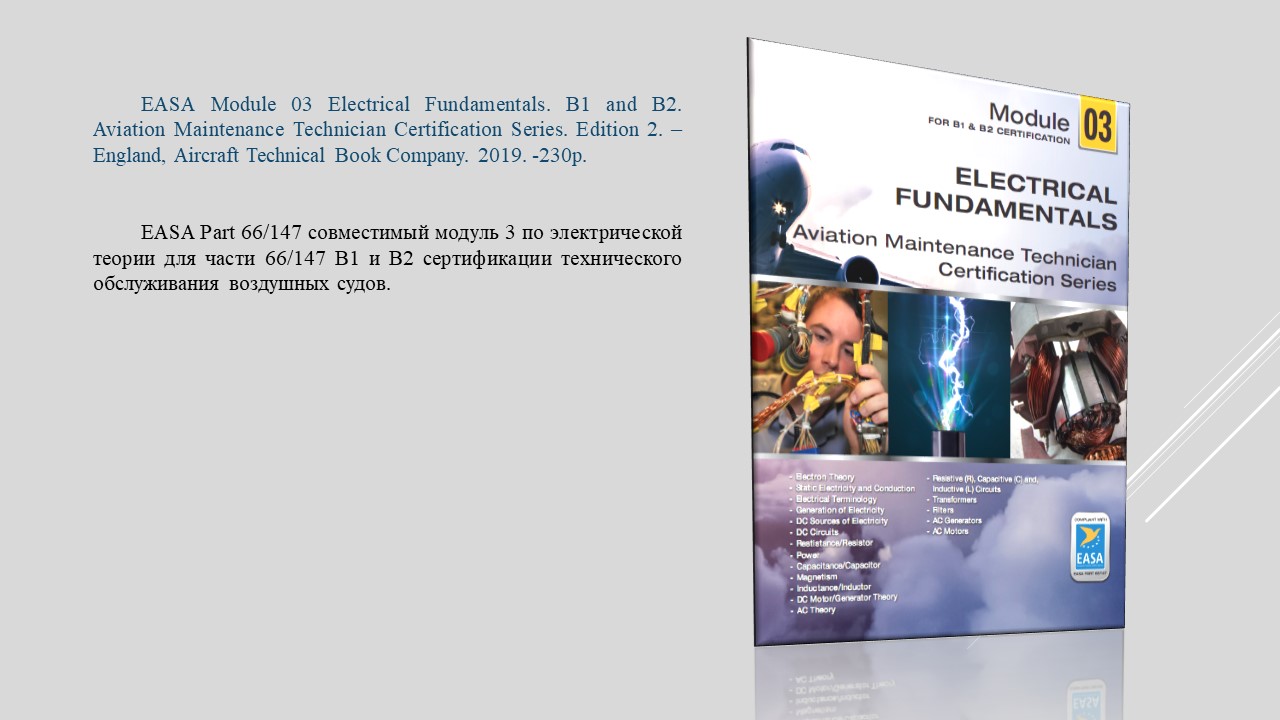 EASA Module 03 Electrical Fundamentals. B1 and B2.
Aviation Maintenance Technician Certification Series. Edition 2. –
England, Aircraft Technical Book Company. 2019. -230p.
EASA Part 66/147 совместимый модуль 3 по электрической
теории для части 66/147 B1 и B2 сертификации технического
обслуживания воздушных судов.
Module 03
FOR B1 & B2 CERTIFICATION
ELECTRICAL
FUNDAMENTALS
Aviation Maintenance Technician
Certification Series
- Electron Theory
- Static Electricity and Conduction
- Electrical Terminology
- Generation of Electricity
- DC Sources of Electricity
- DC Circuits
- Restistance/Resistor
- Power
- Capacitance/Capacitor
- Magnetism
- Inductance/Inductor
- DC Motor/Generator Theory
- AC Theory
- Resistive (R), Capacitive (C) and,
Inductive (L) Circuits
- Transformers
- Filters
- AC Generators
- AC Motors
COMPLIANT WITH
EASA